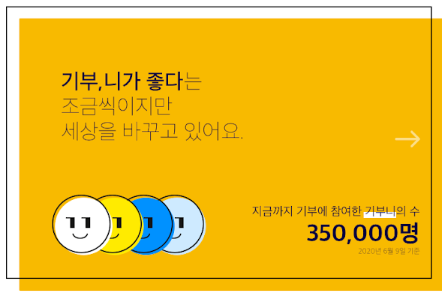 기부,니가 좋다는
조금씩이지만
세상을 바꾸고 있어요.
지금까지 기부에 참여한 기부니의 수
350,000명
2020년 6월 9일 기준